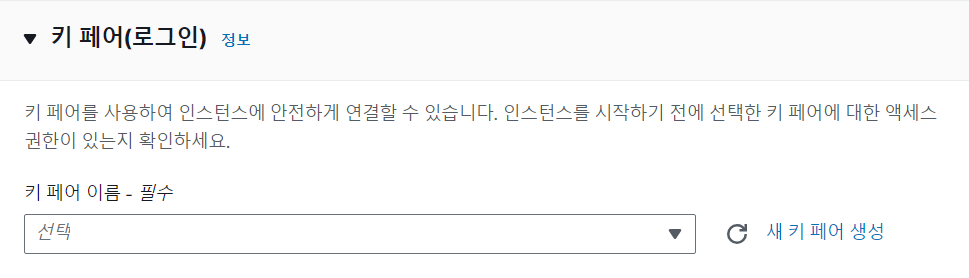 키 페어(로그인) 정보
키 페어를 사용하여 인스턴스에 안전하게 연결할 수 있습니다. 인스턴스를 시작하기 전에 선택한 키 페어에 대한 액세스
권한이 있는지 확인하세요.
키 페어 이름 - 필수
선택 새 키 페어 생성